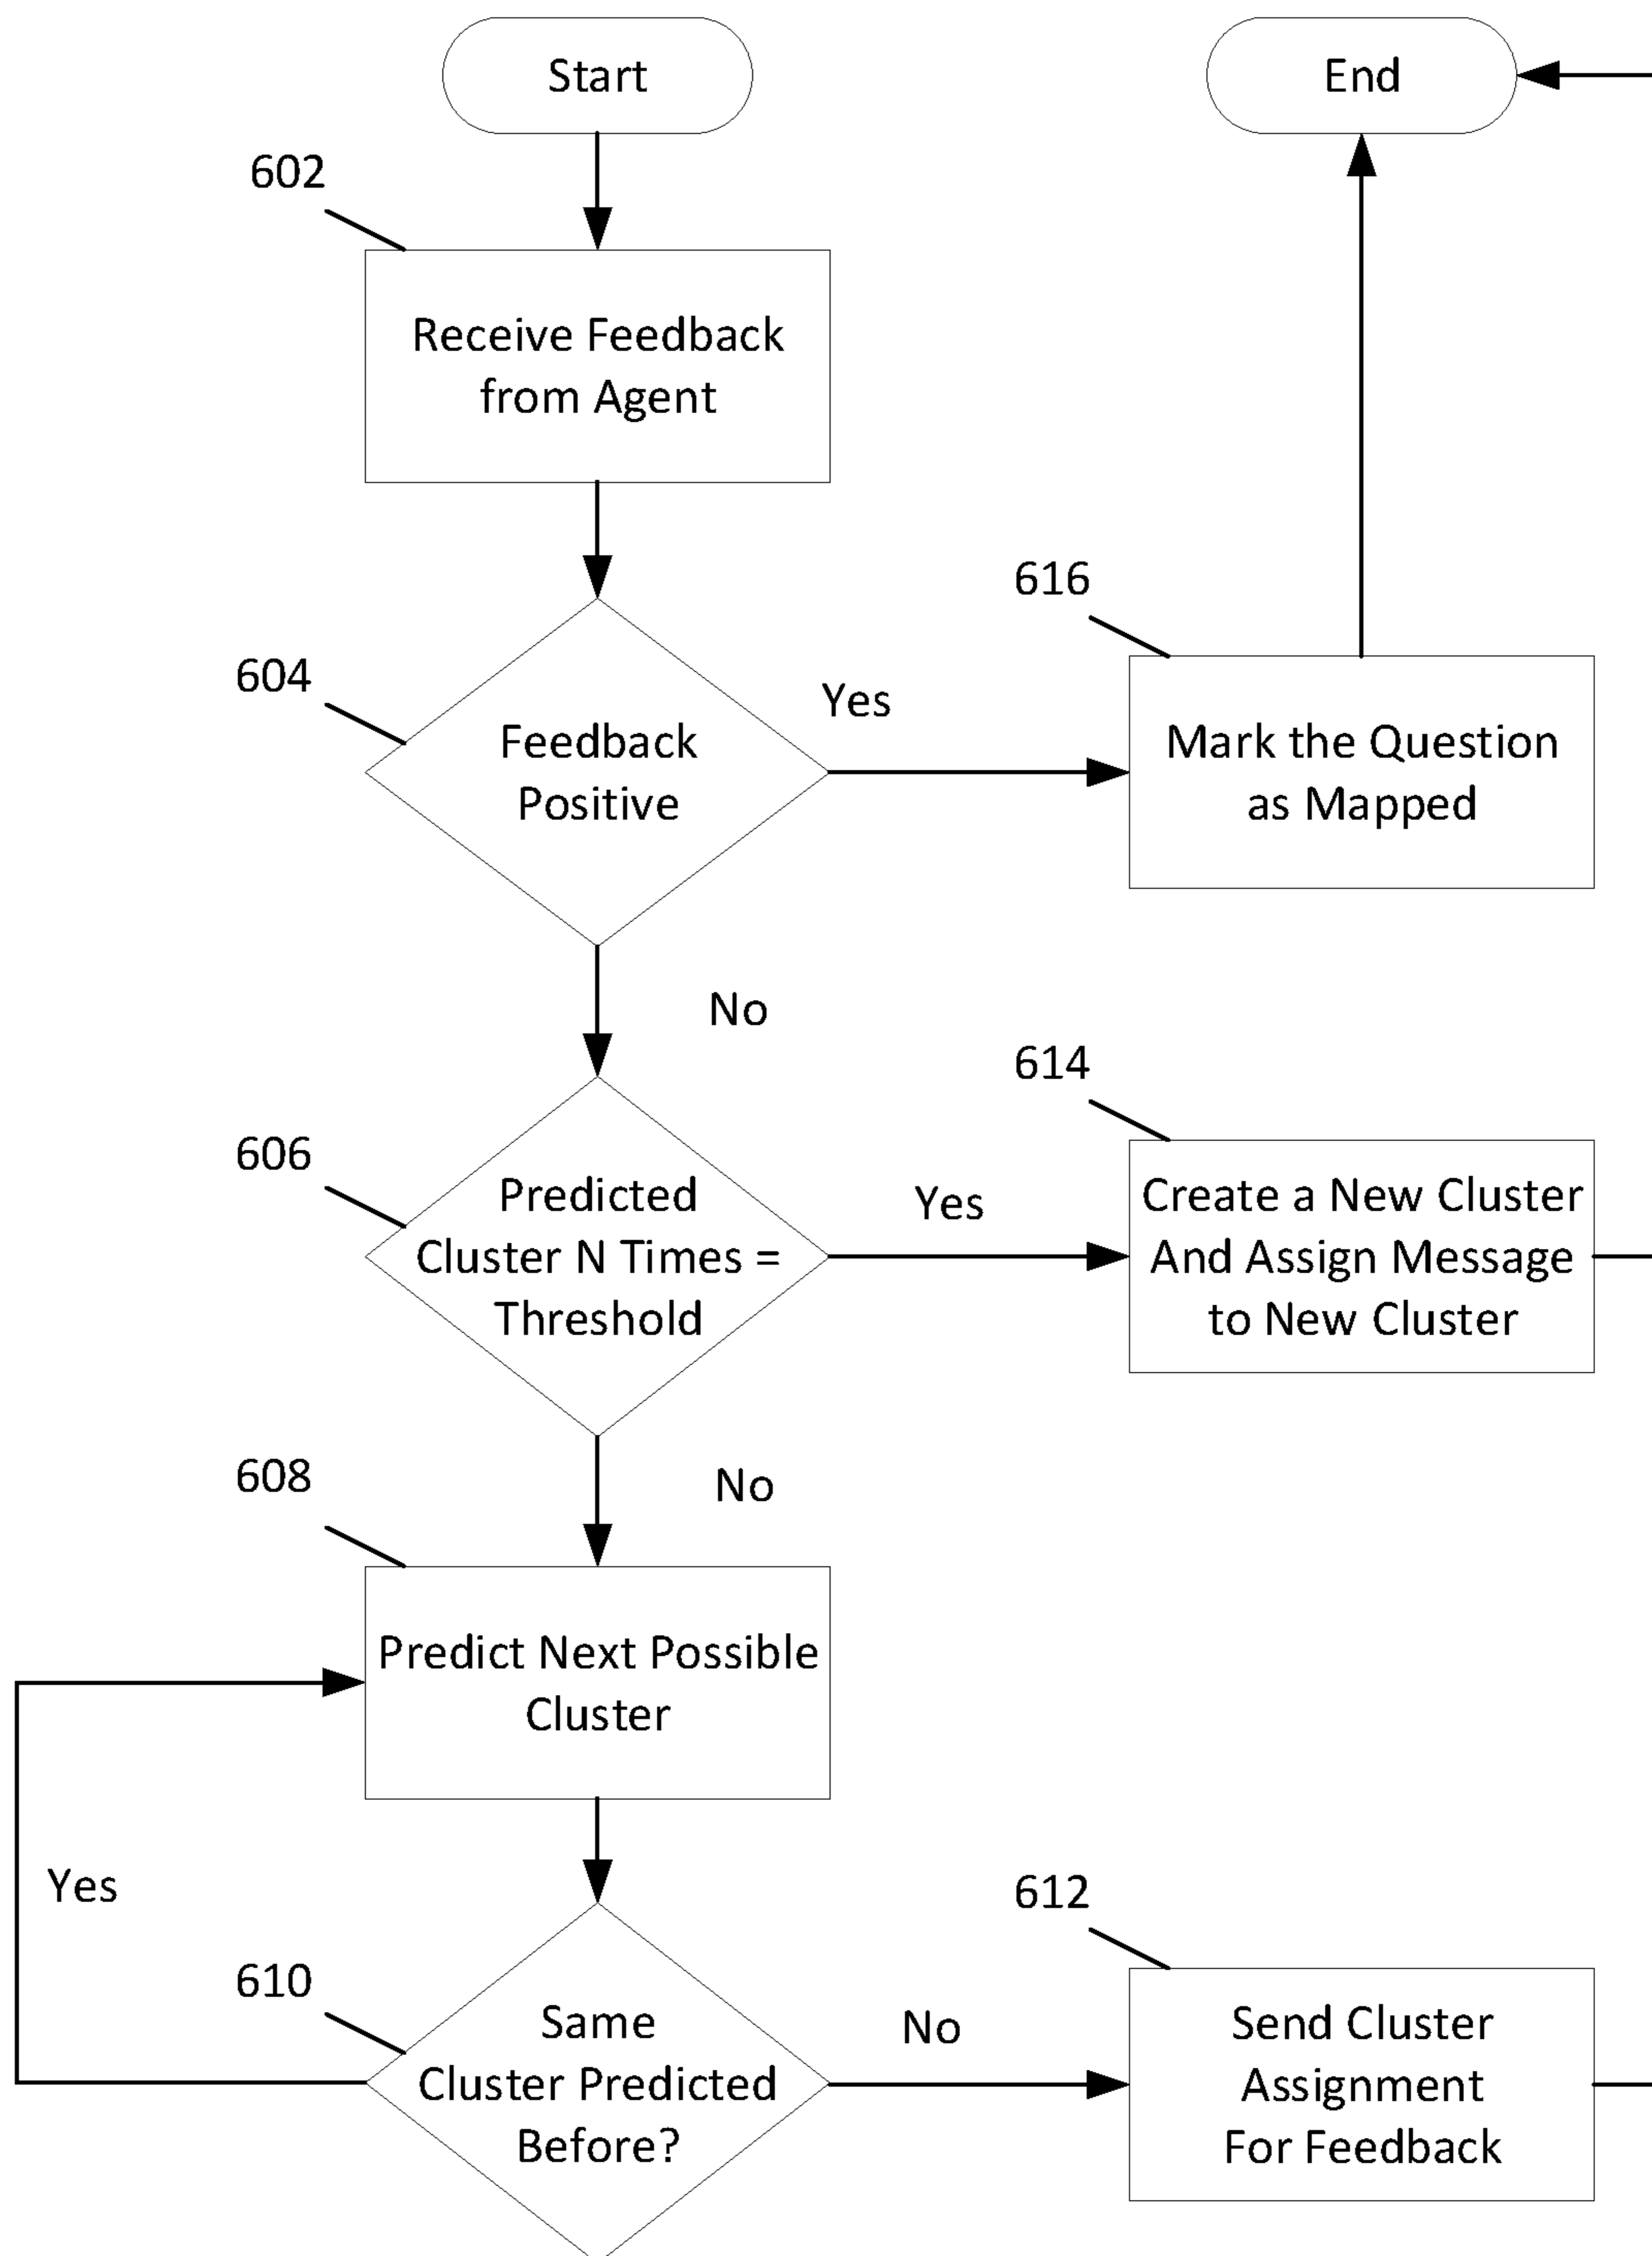 Start
End
602
Receive Feedback
from Agent
604
Feedback
Positive
Yes
616
Mark the Question
as Mapped
No
606
Predicted
Cluster N Times =
Threshold
Yes
614
Create a New Cluster
And Assign Message
to New Cluster
No
608
Predict Next Possible
Cluster
Yes
610
Same
Cluster Predicted
Before?
No
612
Send Cluster
Assignment
For Feedback